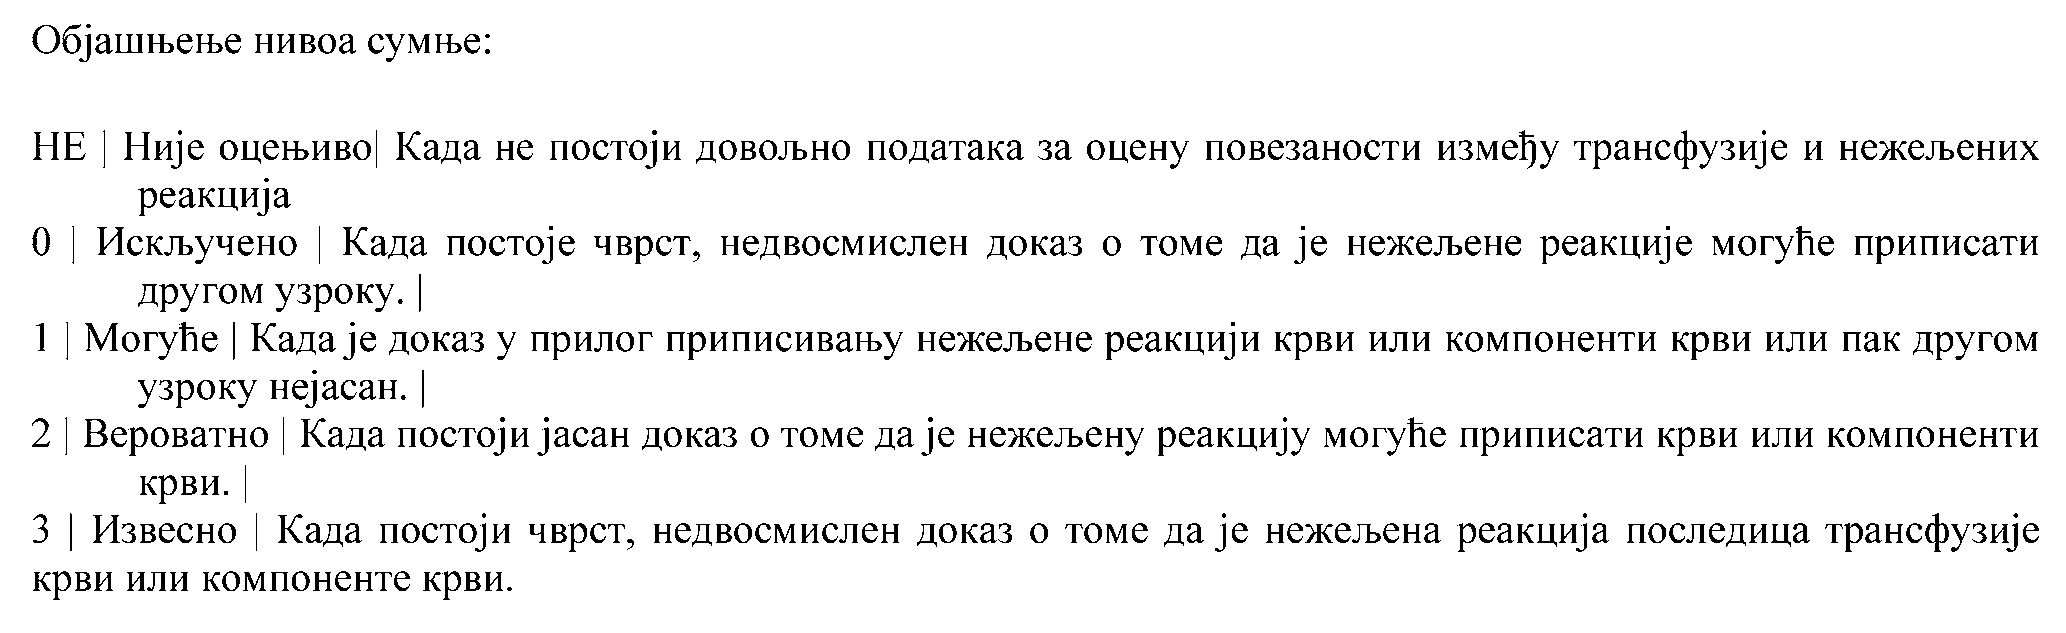 Објашњење нивоа сумње:
НЕ | Није оцењиво| Када не постоји довољно података за оцену повезаности између трансфузије и нежељених
реакција
0 | Искључено | Када постоје чврст, недвосмислен доказ о томе да је нежељене реакције могуће приписати
другом узроку. |
1 | Могуће | Када је доказ у прилог приписивању нежељене реакцији крви или компоненти крви или пак другом
узроку нејасан. |
2 | Вероватно | Када постоји јасан доказ о томе да је нежељену реакцију могуће приписати крви или компоненти
крви. |
3 | Извесно | Када постоји чврст, недвосмислен доказ о томе да је нежељена реакција последица трансфузије
крви или компоненте крви.